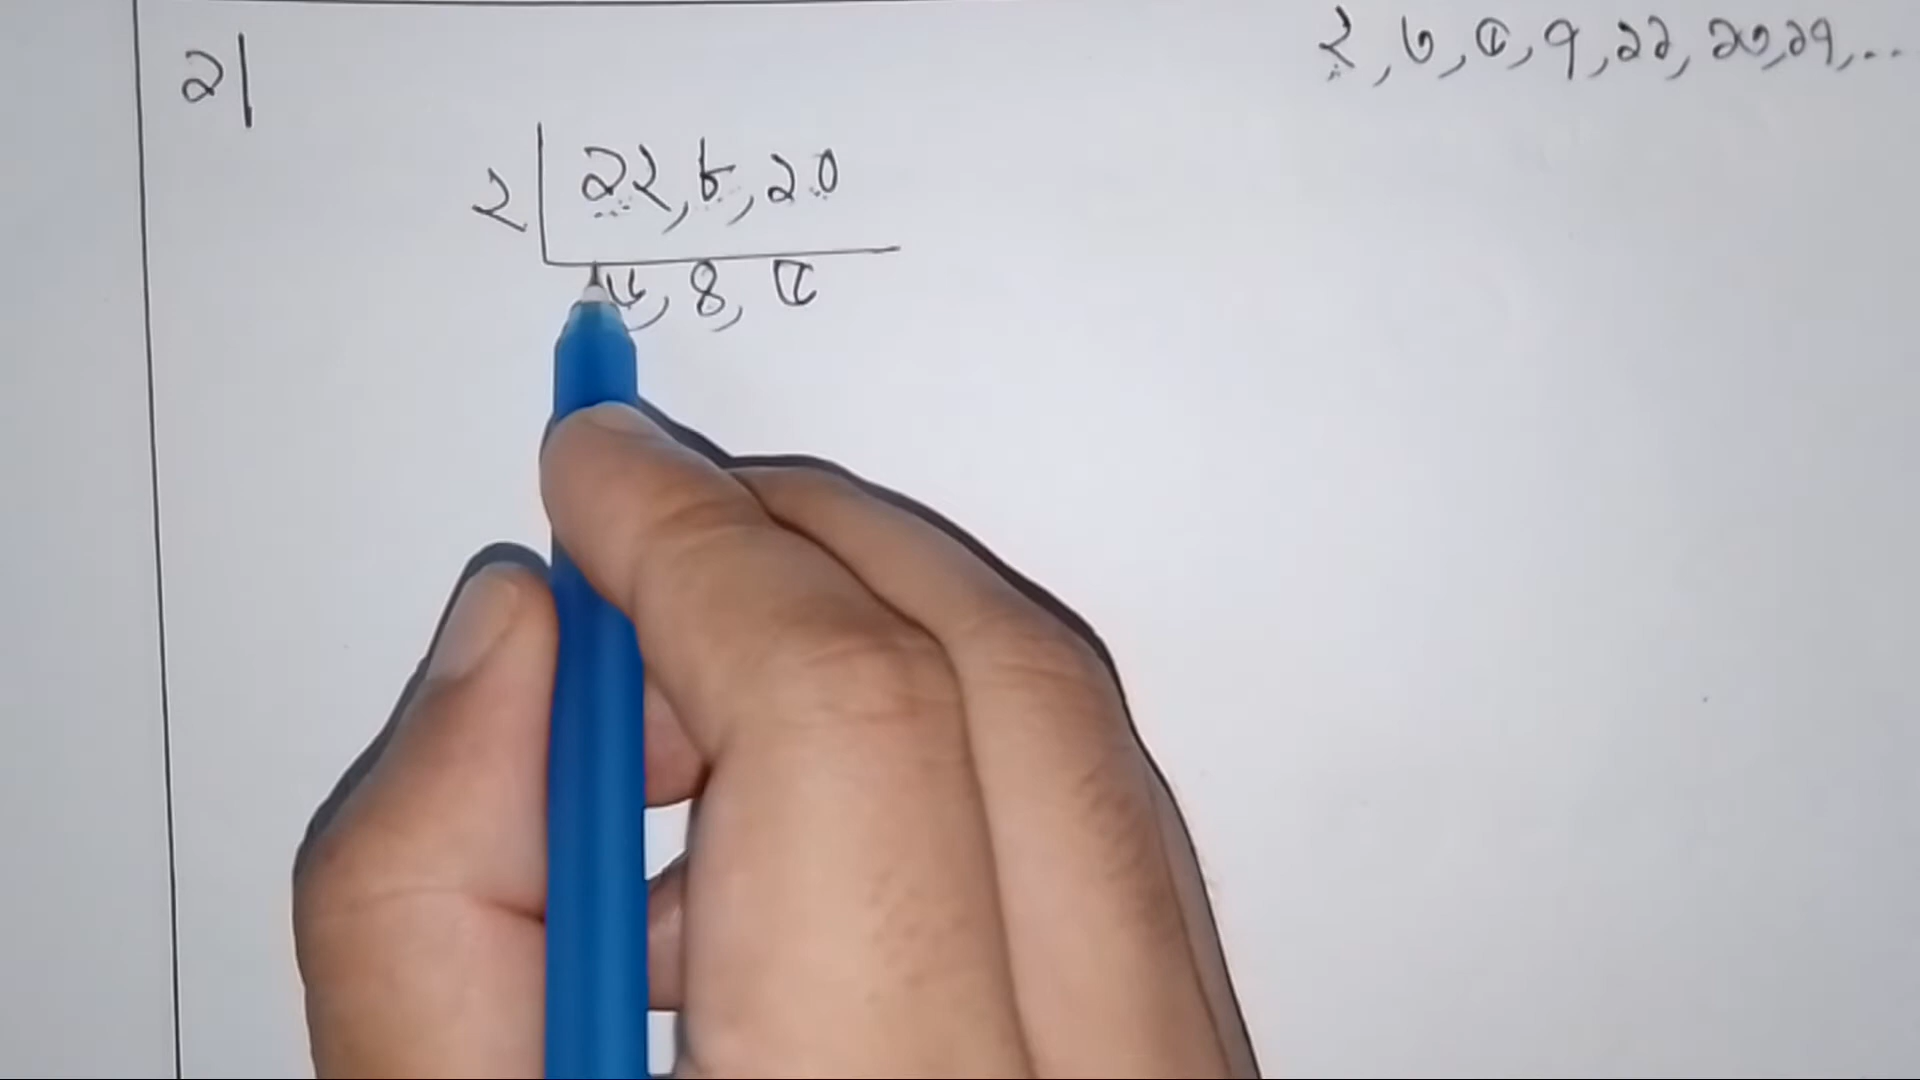 ২, ৩, ৫, ৭, ১১, ১৩, ১৭, ...
১|
২ | ১২, ৮, ১০
৬, ৪, ৫